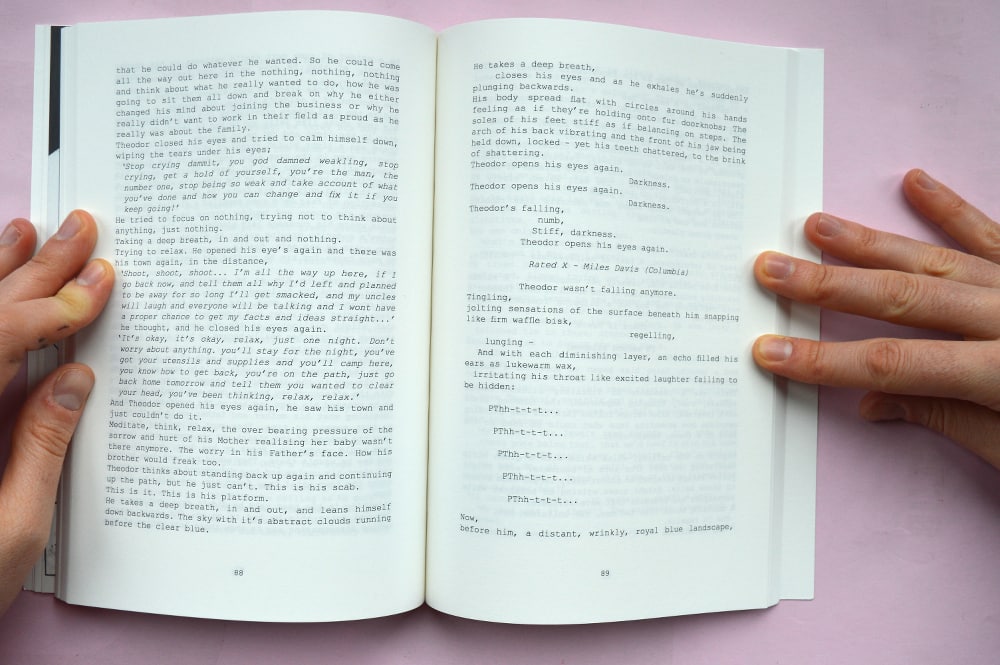 that he could do whatever he wanted. So he could come
all the way out here in the nothing, nothing, nothing
and think about what he really wanted to do, how he was
going to sit them all down and break on why he either
changed his mind about joining the business or why he
really didn't want to work in their field as proud as he
really was about the family.
Theodor closed his eyes and tried to calm himself down,
wiping the tears under his eyes;
'Stop crying dammit, you god damned weakling, stop
crying, get a hold of yourself, you're the man, the
number one, stop being so weak and take account of what
you've done and how you can change and fix it if you
keep going!'
He tried to focus on nothing, trying not to think about
anything, just nothing.
Taking a deep breath, in and out and nothing.
Trying to relax. He opened his eye's again and there was
his town again, in the distance,
'Shoot, shoot, shoot... I'm all the way up here, if I
go back now, and tell them all why I'd left and planned
to be away for so long I'll get smacked, and my uncles
will laugh and everyone will be talking and I wont have
a proper chance to get my facts and ideas straight...'
he thought, and he closed his eyes again.
'It's okay, it's okay, relax, just one night. Don't
worry about anything. you'll stay for the night, you've
got your utensils and supplies and you'll camp here,
you know how to get back, you're on the path, just go
back home tomorrow and tell them you wanted to clear
your head, you've been thinking, relax, relax.'
And Theodor opened his eyes again, he saw his town and
just couldn't do it.
Meditate, think, relax, the over bearing pressure of the
sorrow and hurt of his Mother realising her baby wasn't
there anymore. The worry in his Father's face. How his
brother would freak too.
Theodor thinks about standing back up again and continuing
up the path, but he just can't. This is his scab.
This is it. This is his platform.
He takes a deep breath, in and out, and leans himself
down backwards. The sky with it's abstract clouds running
before the clear blue.
88
He takes a deep breath,
closes his eyes and as he exhales he's suddenly
plunging backwards.
His body spread flat with circles around his hands
feeling as if they're holding onto fur doorknobs; The
soles of his feet stiff as if balancing on steps. The
arch of his back vibrating and the front of his jaw being
held down, locked - yet his teeth chattered, to the brink
of shattering.
Theodor opens his eyes again.
Darkness.
Theodor opens his eyes again.
Darkness.
Theodor's falling,
numb,
Stiff, darkness.
Theodor opens his eyes again.
Rated X - Miles Davis (Columbia)
Theodor wasn't falling anymore.
Tingling,
jolting sensations of the surface beneath him snapping
like firm waffle bisk,
regelling,
lunging -
And with each diminishing layer, an echo filled his
ears as lukewarm wax,
irritating his throat like excited laughter failing to
be hidden:
PThh-t-t-t...
PThh-t-t-t...
PThh-t-t-t...
PThh-t-t-t...
PThh-t-t-t...
Now,
before him, a distant, wrinkly, royal blue landscape,
89